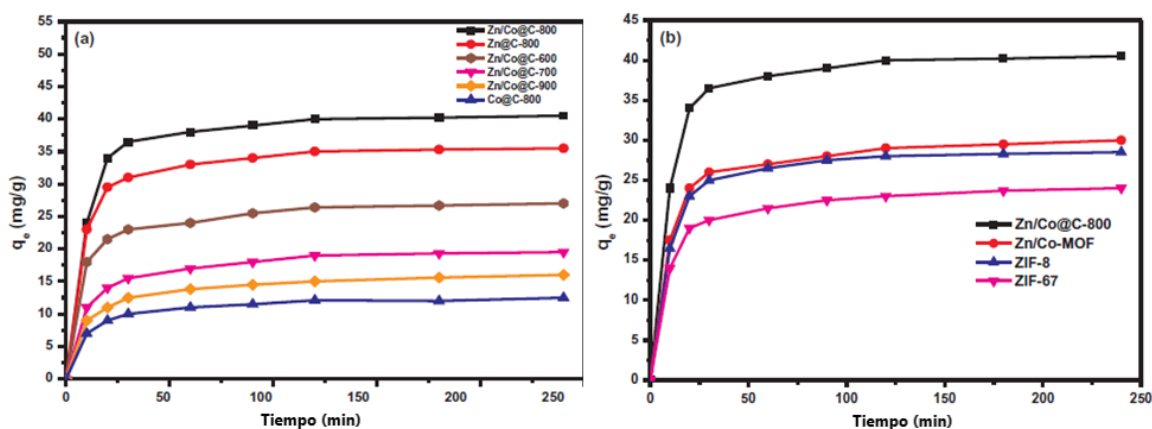 (a)
Zn/Co@C-800
Zn@C-800
Zn/Co@C-600
Zn/Co@C-700
Zn/Co@C-900
Co@C-800
55
50
45
40
35
30
25
20
15
10
5
0
qe (mg/g)
0 50 100 150 200 250
Tiempo (min)
(b)
45
40
35
30
25
20
15
10
5
0
qe (mg/g)
Zn/Co@C-800
Zn/Co-MOF
ZIF-8
ZIF-67
0 50 100 150 200 250
Tiempo (min)